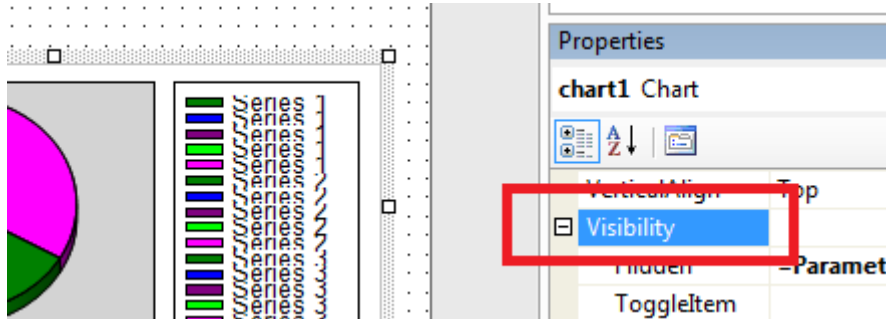 Series 1
Series 1
Series 1
Series 1
Series 1
Series 2
Series 2
Series 2
Series 2
Series 2
Series 3
Series 3
Series 3
Series 3
Properties
chart1 Chart
VerticalAlign Top
Visibility
Hidden =Paramet
ToggleItem